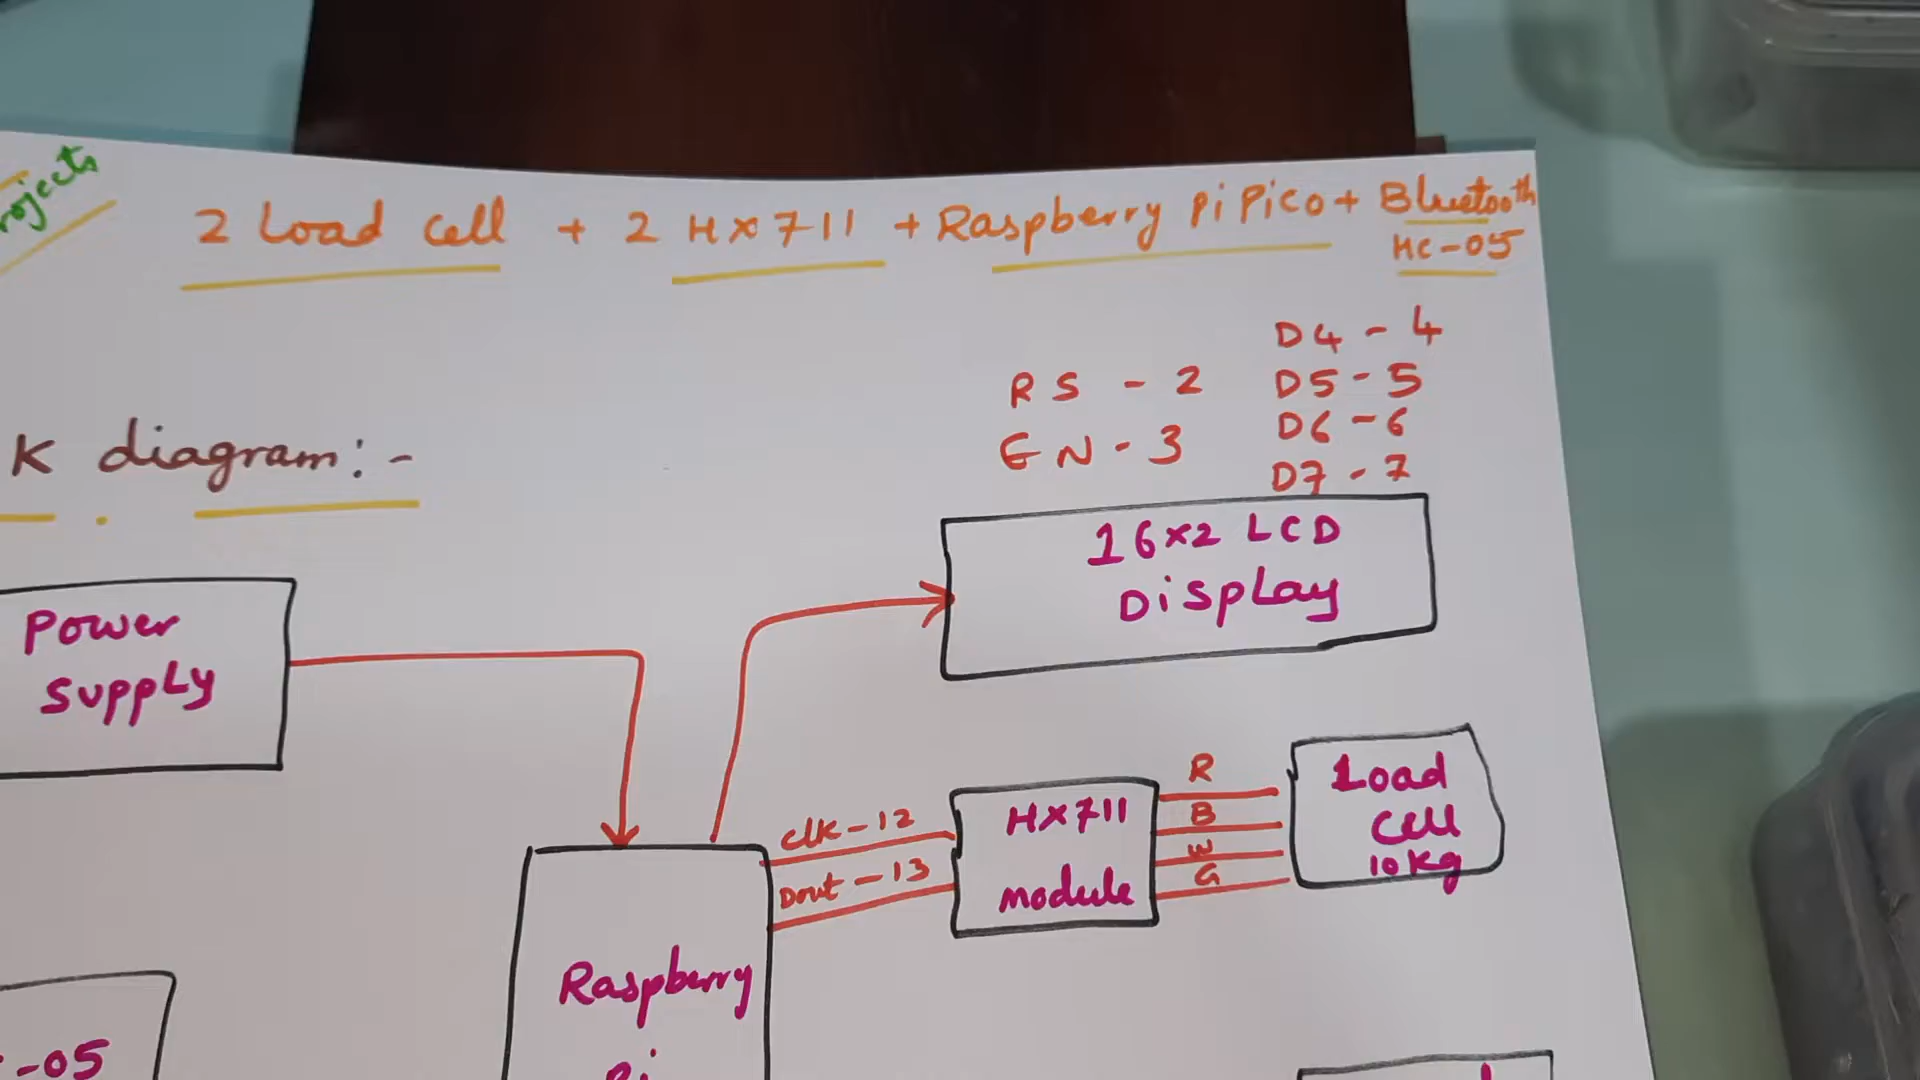 2 Load cell + 2 HX711 + Raspberry Pi Pico + Bluetooth
HC-05
D4 - 4
RS - 2 D5 - 5
EN - 3 D6 - 6
D7 - 7
K diagram:-
16x2 LCD
Display
Power
Supply
R
Load
Clk-12
HX711
B
Cell
W
10Kg
Dout-13
module
G
Raspberry
-05